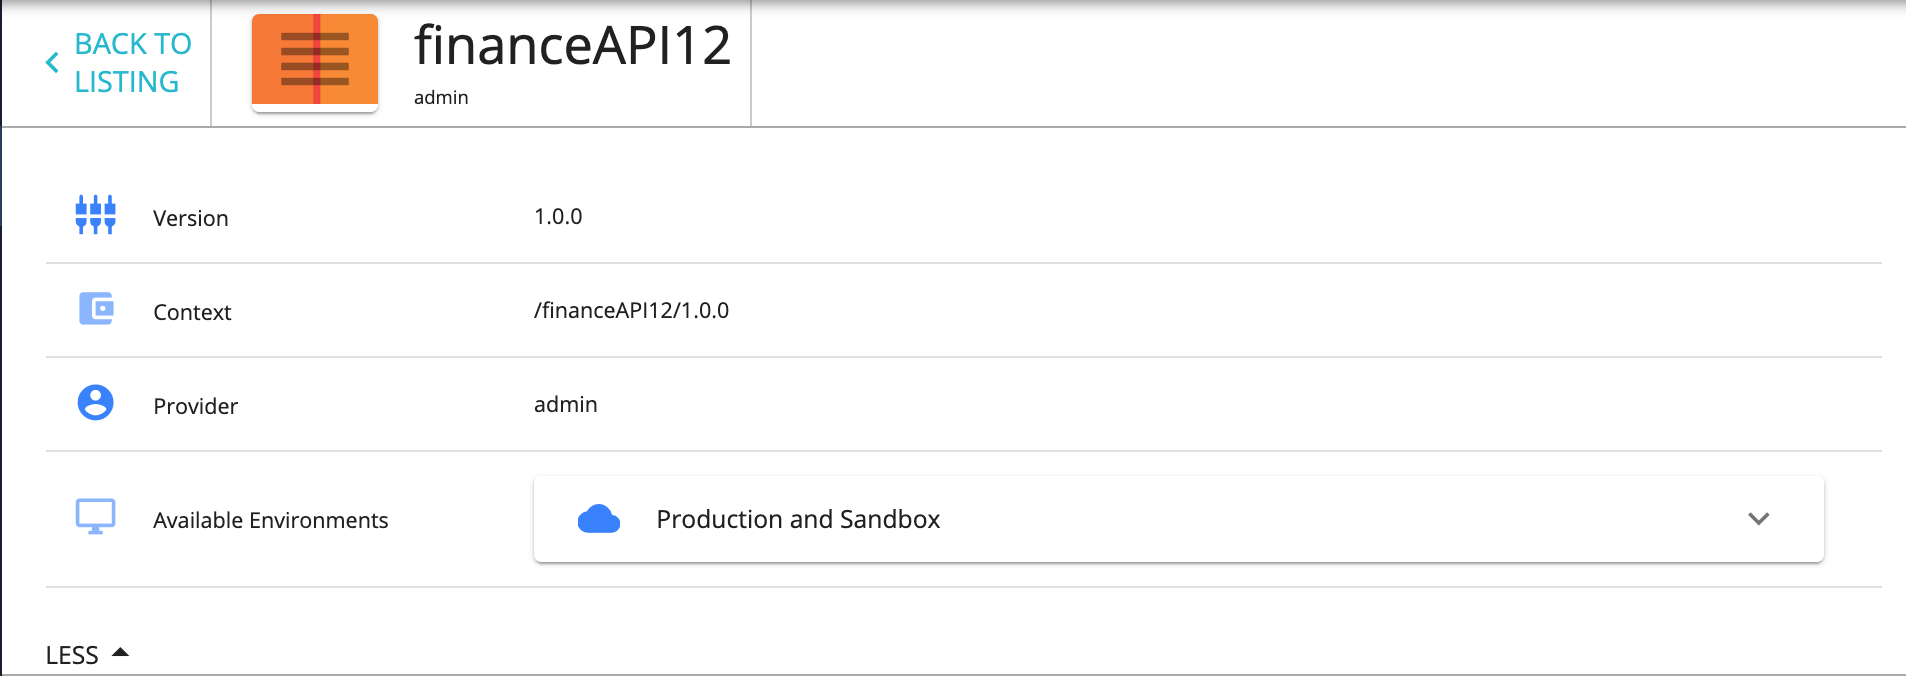 BACK TO
LISTING
financeAPI12
admin
Version 1.0.0
Context /financeAPI12/1.0.0
Provider admin
Available Environments Production and Sandbox
LESS